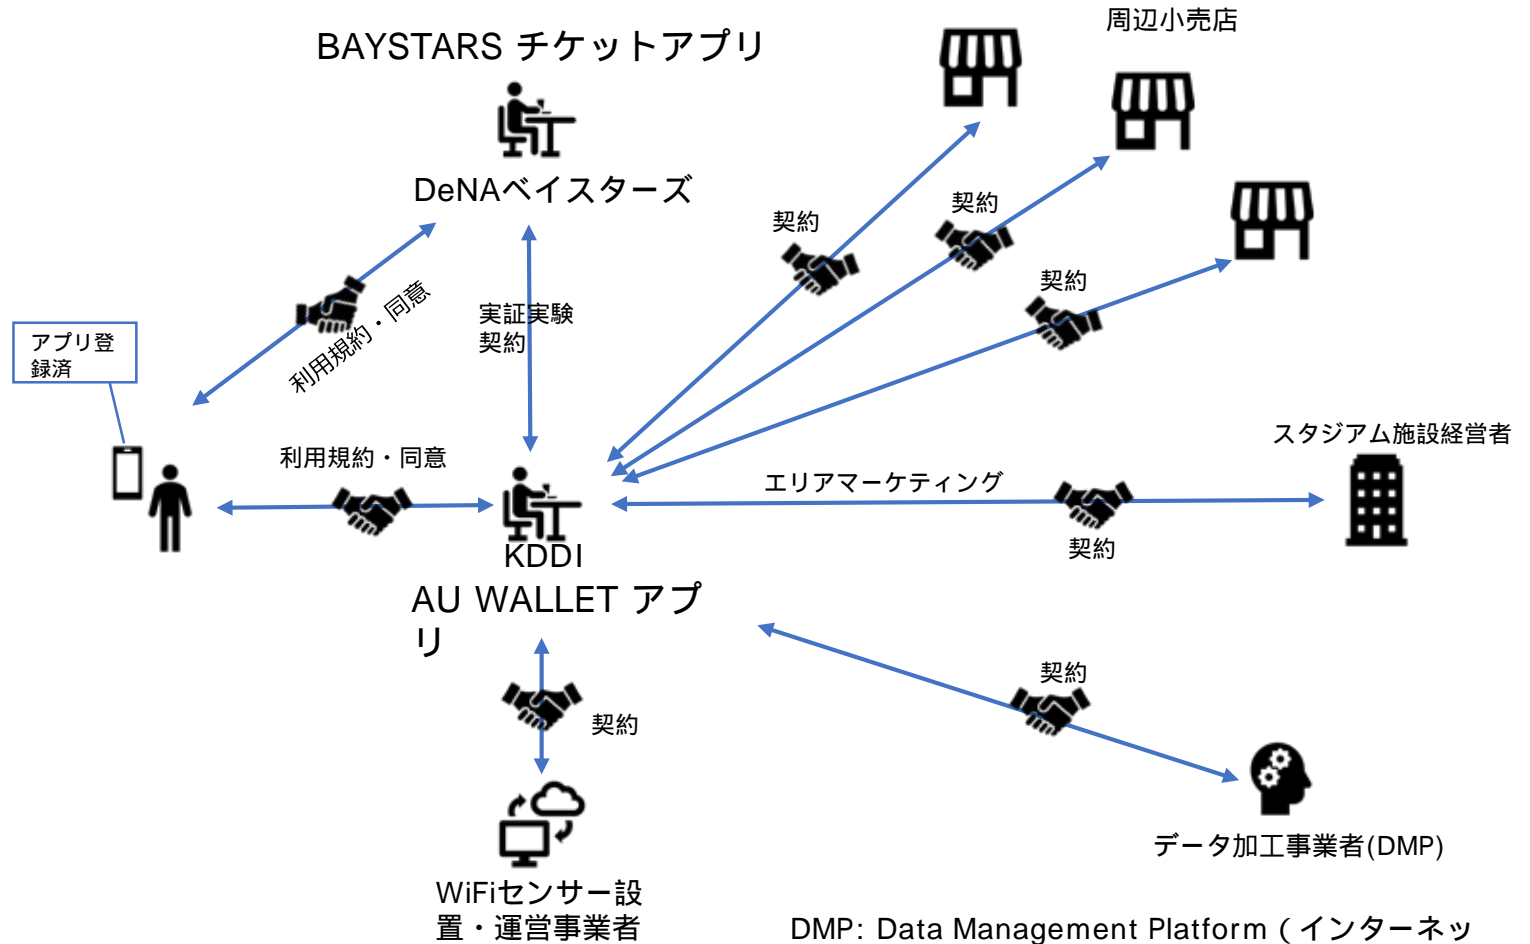 周辺小売店
BAYSTARS チケットアプリ
DeNAベイスターズ
契約
契約
契約
利用規約・同意
実証実験
契約
アプリ登
録済
利用規約・同意
スタジアム施設経営者
エリアマーケティング
契約
KDDI
AU WALLET アプ
リ
契約
契約
データ加工事業者(DMP)
WiFiセンサー設
置・運営事業者
DMP: Data Management Platform（インターネッ